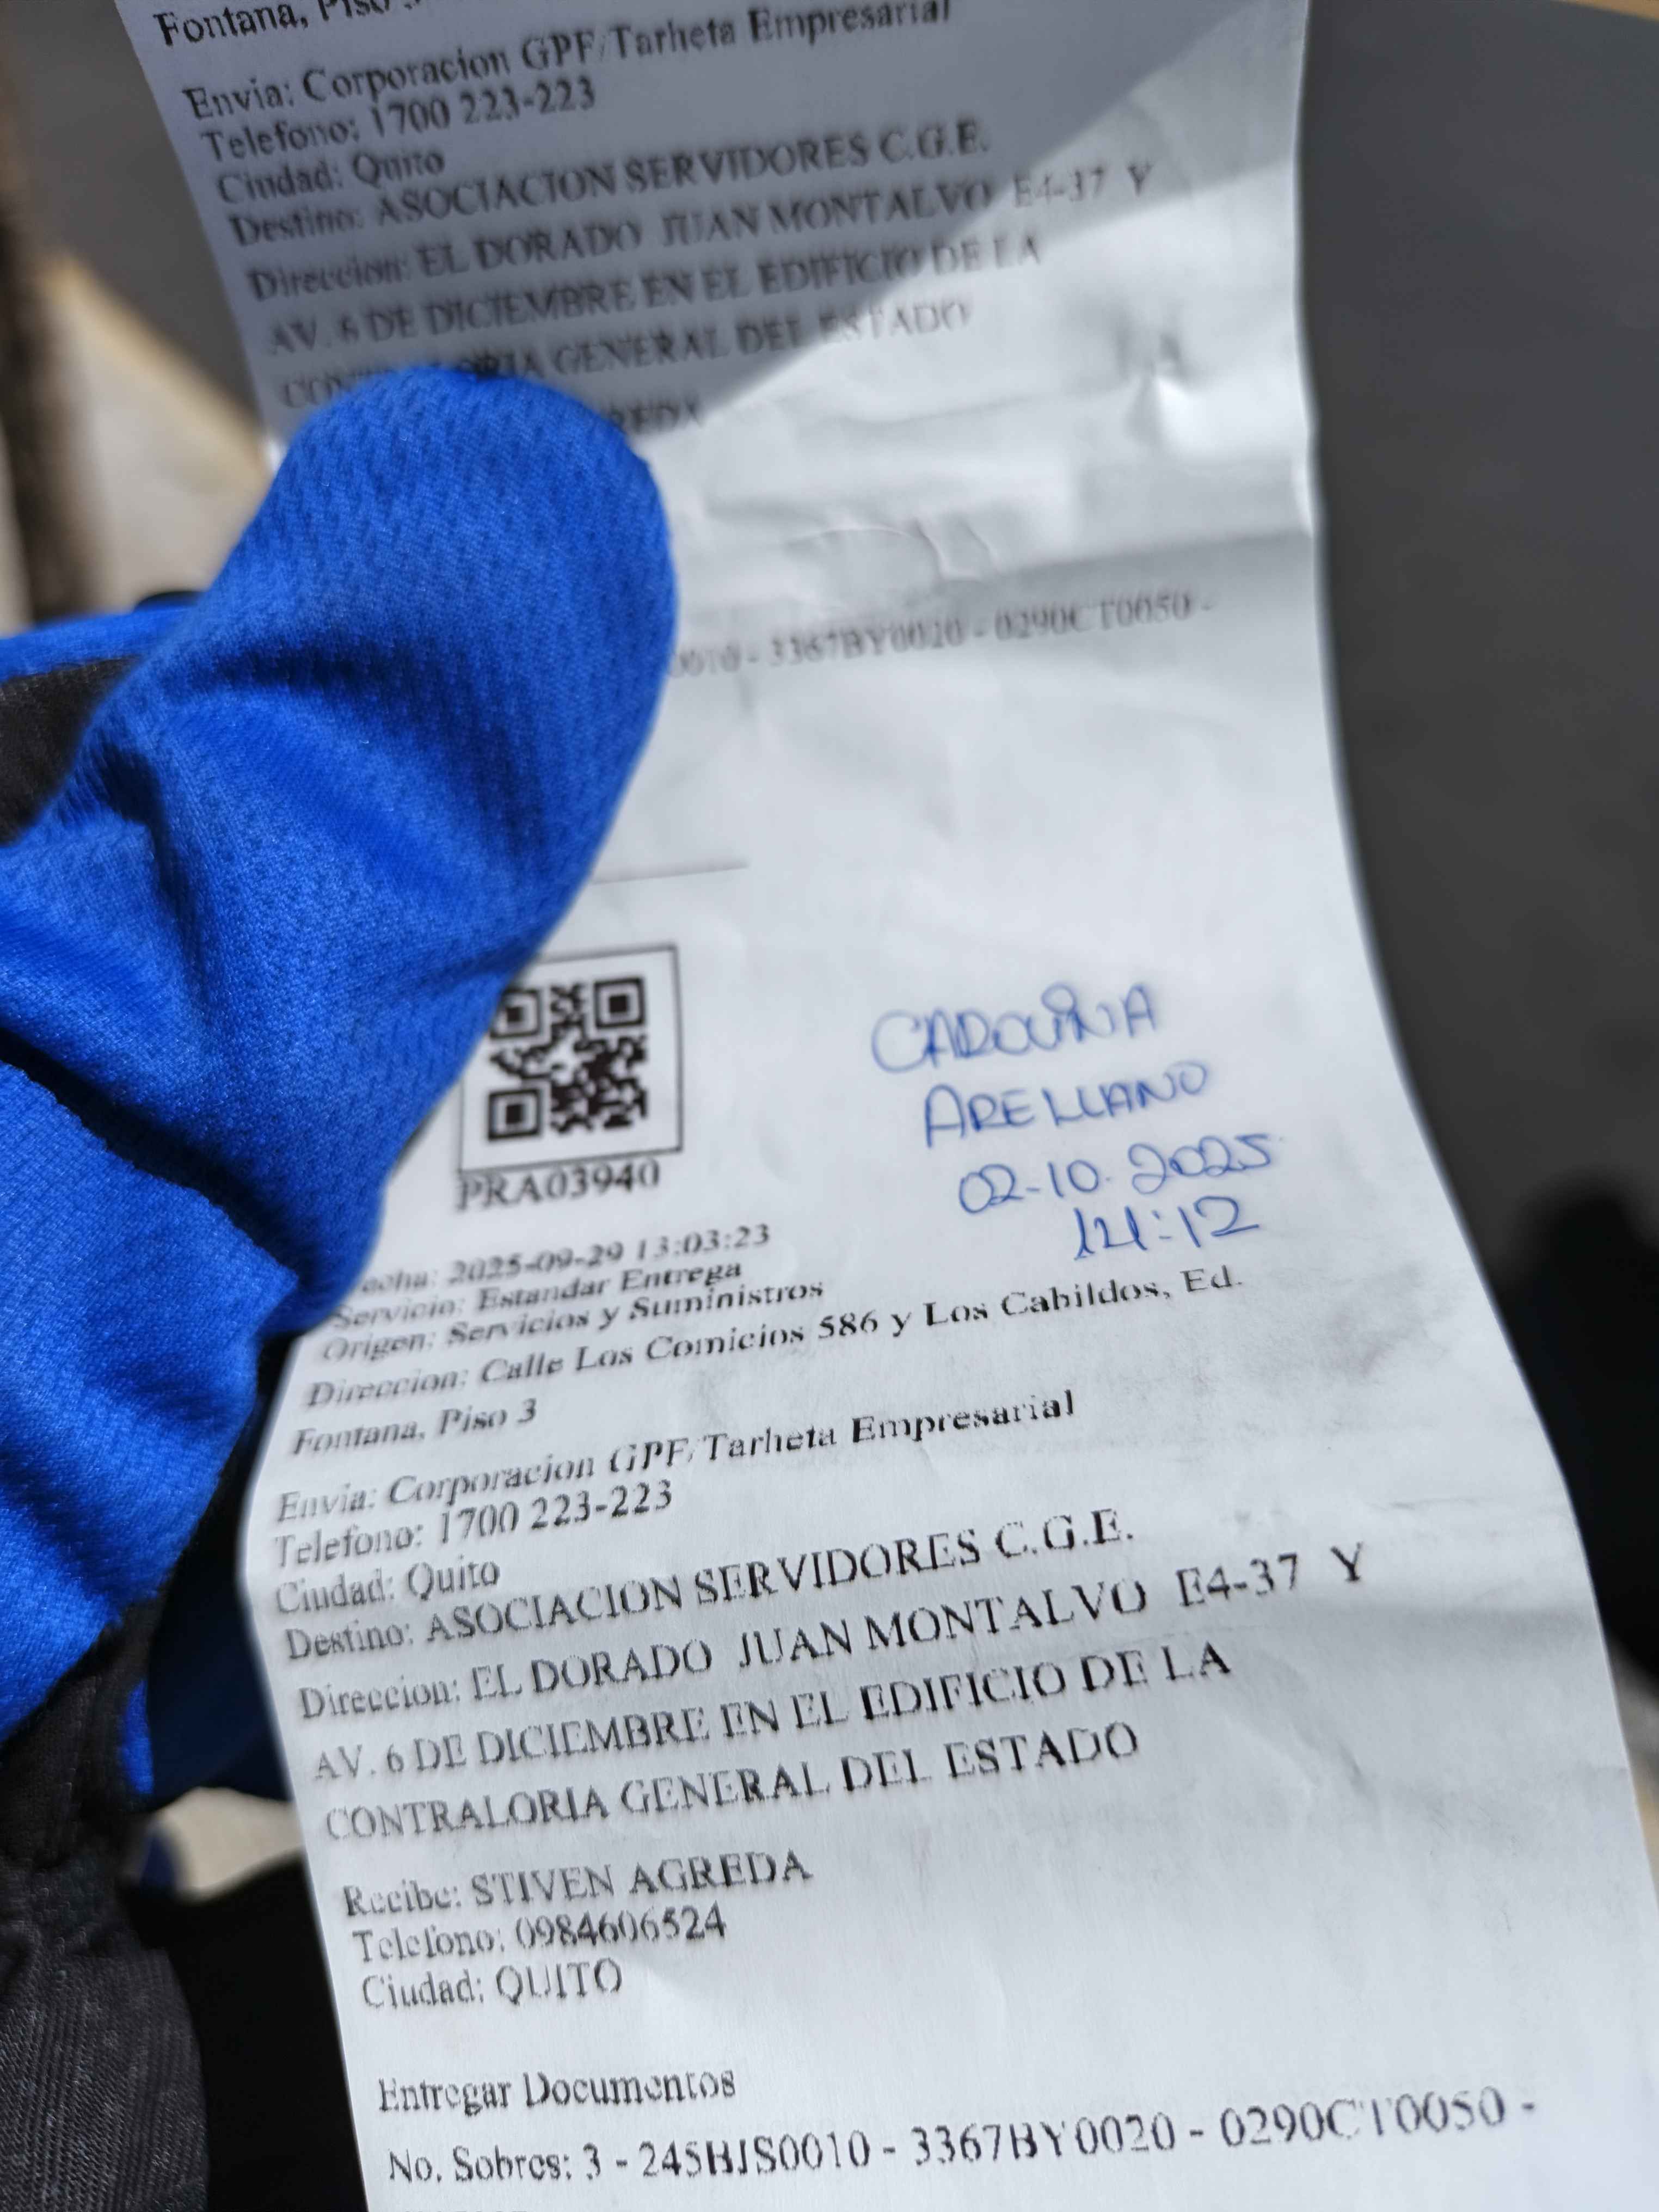 Fontana, Piso
Envia: Corporacion GPF/Tarheta Empresarial
Telefono: 1700 223-223
Ciudad: Quito
Destino: ASOCIACION SERVIDORES C.G.E.
Direccion: EL DORADO JUAN MONTALVO E4-37 Y
AV. 6 DE DICIEMBRE EN EL EDIFICIO DE LA
GENERAL DEL ESTADO
0010 - 3367BY0020 - 0290CT0050 -
PRA03940
CAROLINA
ARELLANO
02-10-2025
14:12
echa: 2025-09-29 13:03:23
Servicio: Estandar Entrega
Origen: Servicios y Suministros
Direccion: Calle Los Comicios 586 y Los Cabildos, Ed.
Fontana, Piso 3
Envia: Corporacion GPF/Tarheta Empresarial
Telefono: 1700 223-223
Ciudad: Quito
Destino: ASOCIACION SERVIDORES C.G.E.
Direccion: EL DORADO JUAN MONTALVO E4-37 Y
AV. 6 DE DICIEMBRE EN EL EDIFICIO DE LA
CONTRALORIA GENERAL DEL ESTADO
Recibe: STIVEN AGREDA
Telefono: 0984606524
Ciudad: QUITO
Entregar Documentos
No. Sobres: 3 - 245HJS0010 - 3367BY0020 - 0290CT0050 -